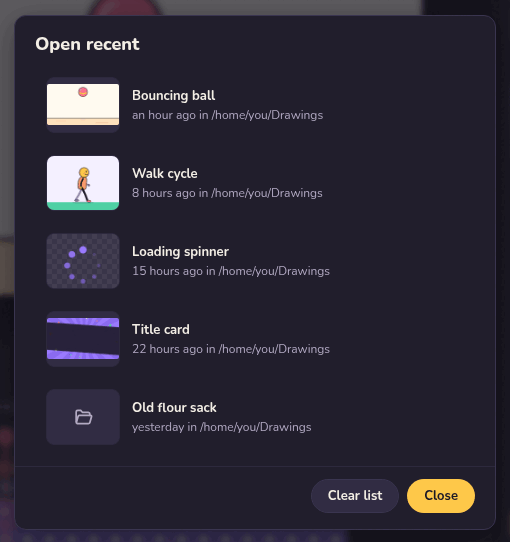 Open recent
Bouncing ball
an hour ago in /home/you/Drawings
Walk cycle
8 hours ago in /home/you/Drawings
Loading spinner
15 hours ago in /home/you/Drawings
Title card
22 hours ago in /home/you/Drawings
Old flour sack
yesterday in /home/you/Drawings
Clear list
Close